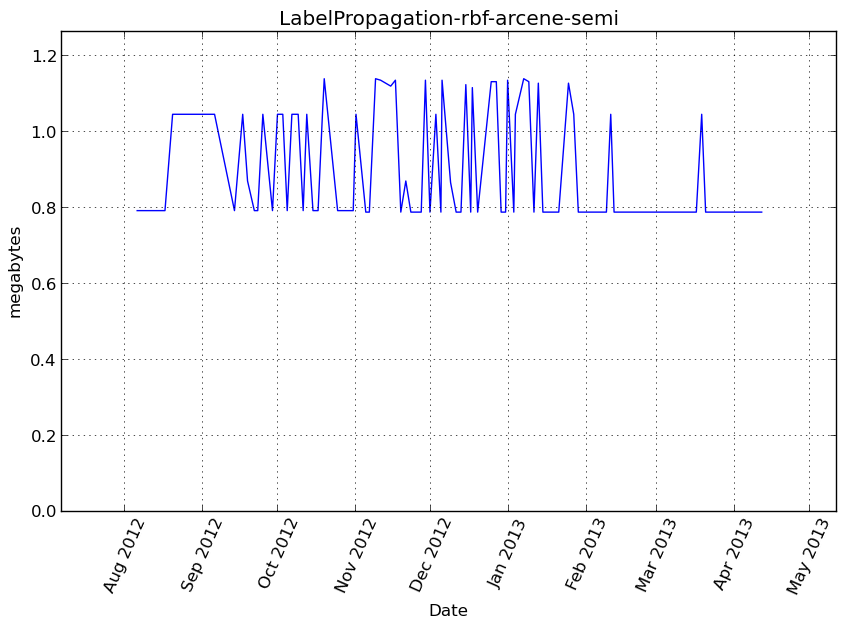 LabelPropagation-rbf-arcene-semi
megabytes
1.2
1.0
0.8
0.6
0.4
0.2
0.0
Aug 2012
Sep 2012
Oct 2012
Nov 2012
Dec 2012
Jan 2013
Feb 2013
Mar 2013
Apr 2013
May 2013
Date